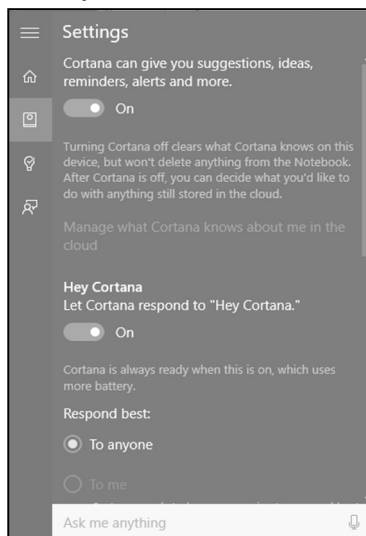 Settings
Cortana can give you suggestions, ideas,
reminders, alerts and more.
On
Turning Cortana off clears what Cortana knows on this
device, but won't delete anything from the Notebook.
After Cortana is off, you can decide what you'd like to
do with anything still stored in the cloud.
Manage what Cortana knows about me in the
cloud
Hey Cortana
Let Cortana respond to "Hey Cortana."
On
Cortana is always ready when this is on, which uses
more battery.
Respond best:
To anyone
To me
Ask me anything